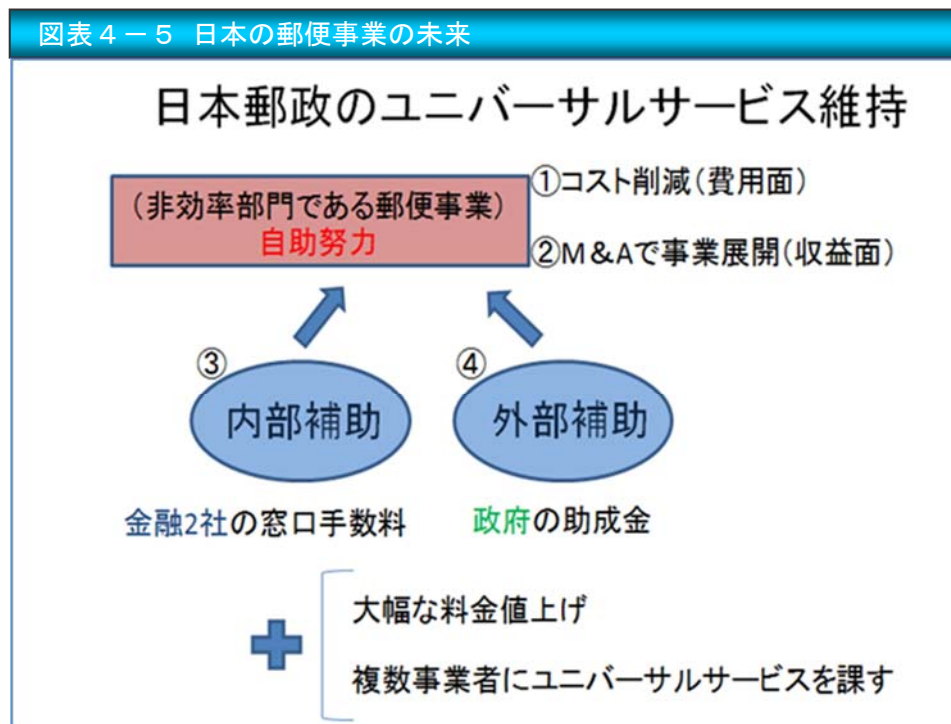 図表４－５ 日本の郵便事業の未来
日本郵政のユニバーサルサービス維持
(非効率部門である郵便事業)
自助努力
①コスト削減(費用面)
②M&Aで事業展開(収益面)
③
内部補助
④
外部補助
金融2社の窓口手数料
政府の助成金
大幅な料金値上げ
複数事業者にユニバーサルサービスを課す